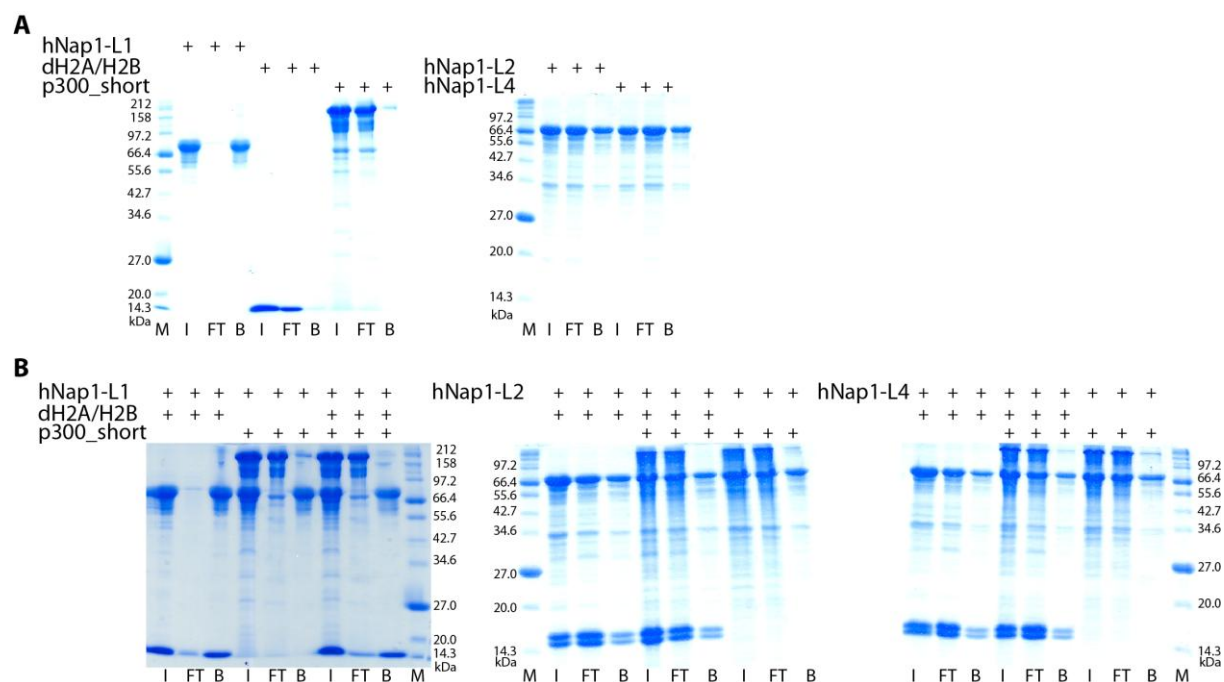 A
hNap1-L1 + + +
dH2A/H2B + + +
p300_short + + +
212
158
97.2
66.4
55.6
42.7
34.6
27.0
20.0
14.3
kDa
M I FT B I FT B I FT B
hNap1-L2 + + +
hNap1-L4 + + +
97.2
66.4
55.6
42.7
34.6
27.0
20.0
14.3
kDa
M I FT B I FT B
B
hNap1-L1 + + + + + + + + +
dH2A/H2B + + + + + +
p300_short + + + + + +
212
158
97.2
66.4
55.6
42.7
34.6
27.0
20.0
14.3
kDa
I FT B I FT B I FT B M
hNap1-L2 + + + + + + + + +
+ + + + + +
+ + + + + +
97.2
66.4
55.6
42.7
34.6
27.0
20.0
14.3
kDa
M I FT B I FT B I FT B
hNap1-L4 + + + + + + + + +
+ + + + + +
+ + + + + +
97.2
66.4
55.6
42.7
34.6
27.0
20.0
14.3
kDa
I FT B I FT B I FT B M